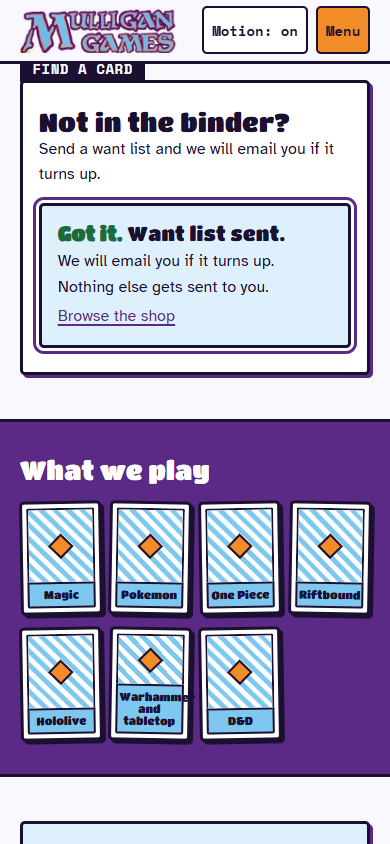 MULLIGAN
GAMES
Motion: on
Menu
FIND A CARD
Not in the binder?
Send a want list and we will email you if it
turns up.
Got it. Want list sent.
We will email you if it turns up.
Nothing else gets sent to you.
Browse the shop
What we play
Magic
Pokemon
One Piece
Riftbound
Hololive
Warhammer
and
tabletop
D&D